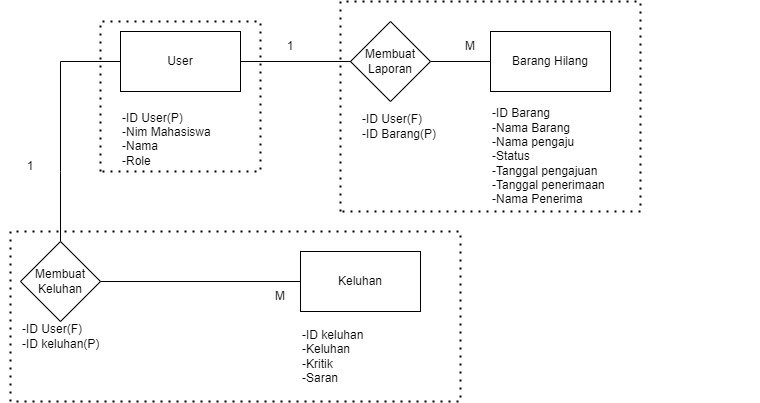 User
-ID User(P)
-Nim Mahasiswa
-Nama
-Role
1
Membuat
Laporan
-ID User(F)
-ID Barang(P)
M
Barang Hilang
-ID Barang
-Nama Barang
-Nama pengaju
-Status
-Tanggal pengajuan
-Tanggal penerimaan
-Nama Penerima
1
Membuat
Keluhan
-ID User(F)
-ID keluhan(P)
M
Keluhan
-ID keluhan
-Keluhan
-Kritik
-Saran